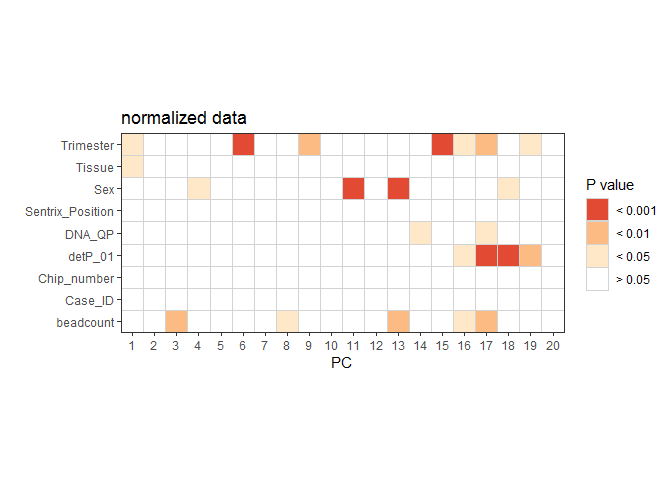 normalized data
Trimester
Tissue
Sex
Sentrix_Position
DNA_QP
detP_01
Chip_number
Case_ID
beadcount
1 2 3 4 5 6 7 8 9 10 11 12 13 14 15 16 17 18 19 20
PC
P value
< 0.001
< 0.01
< 0.05
> 0.05